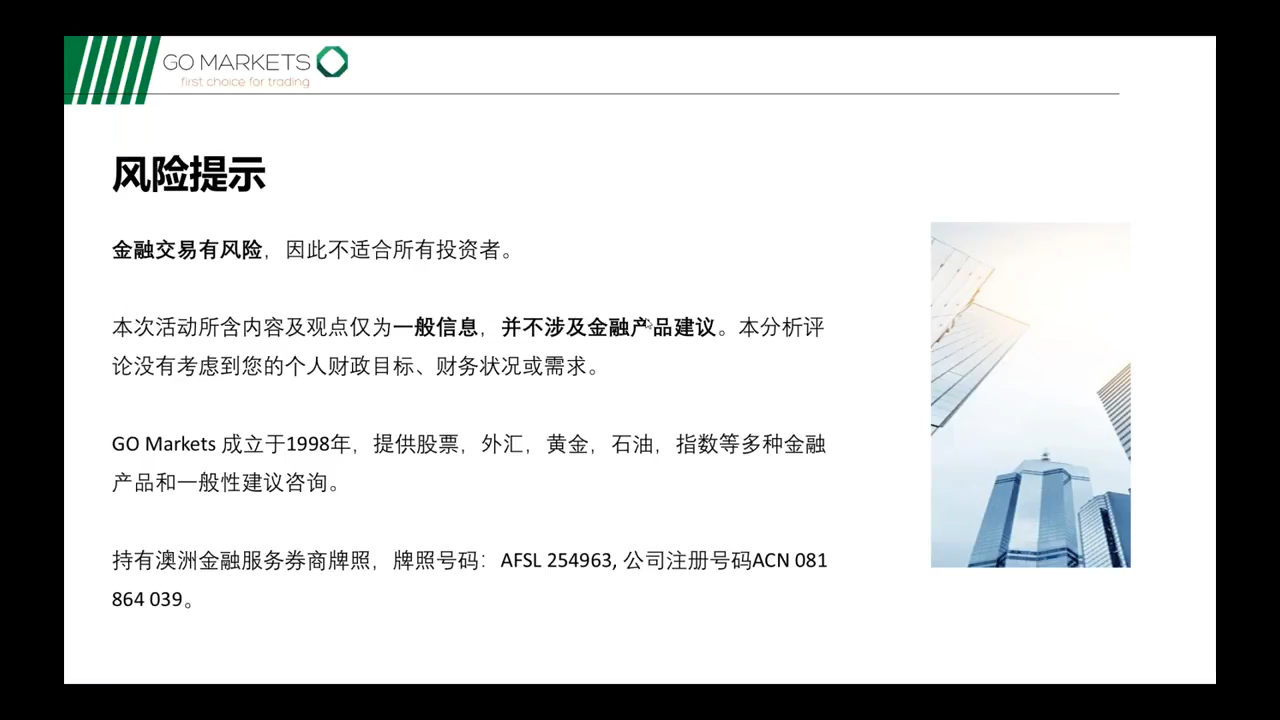 GO MARKETS
first choice for trading
风险提示
金融交易有风险，因此不适合所有投资者。
本次活动所含内容及观点仅为一般信息，并不涉及金融产品建议。本分析评
论没有考虑到您的个人财政目标、财务状况或需求。
GO Markets 成立于1998年，提供股票，外汇，黄金，石油，指数等多种金融
产品和一般性建议咨询。
持有澳洲金融服务券商牌照，牌照号码：AFSL 254963, 公司注册号码ACN 081
864 039。